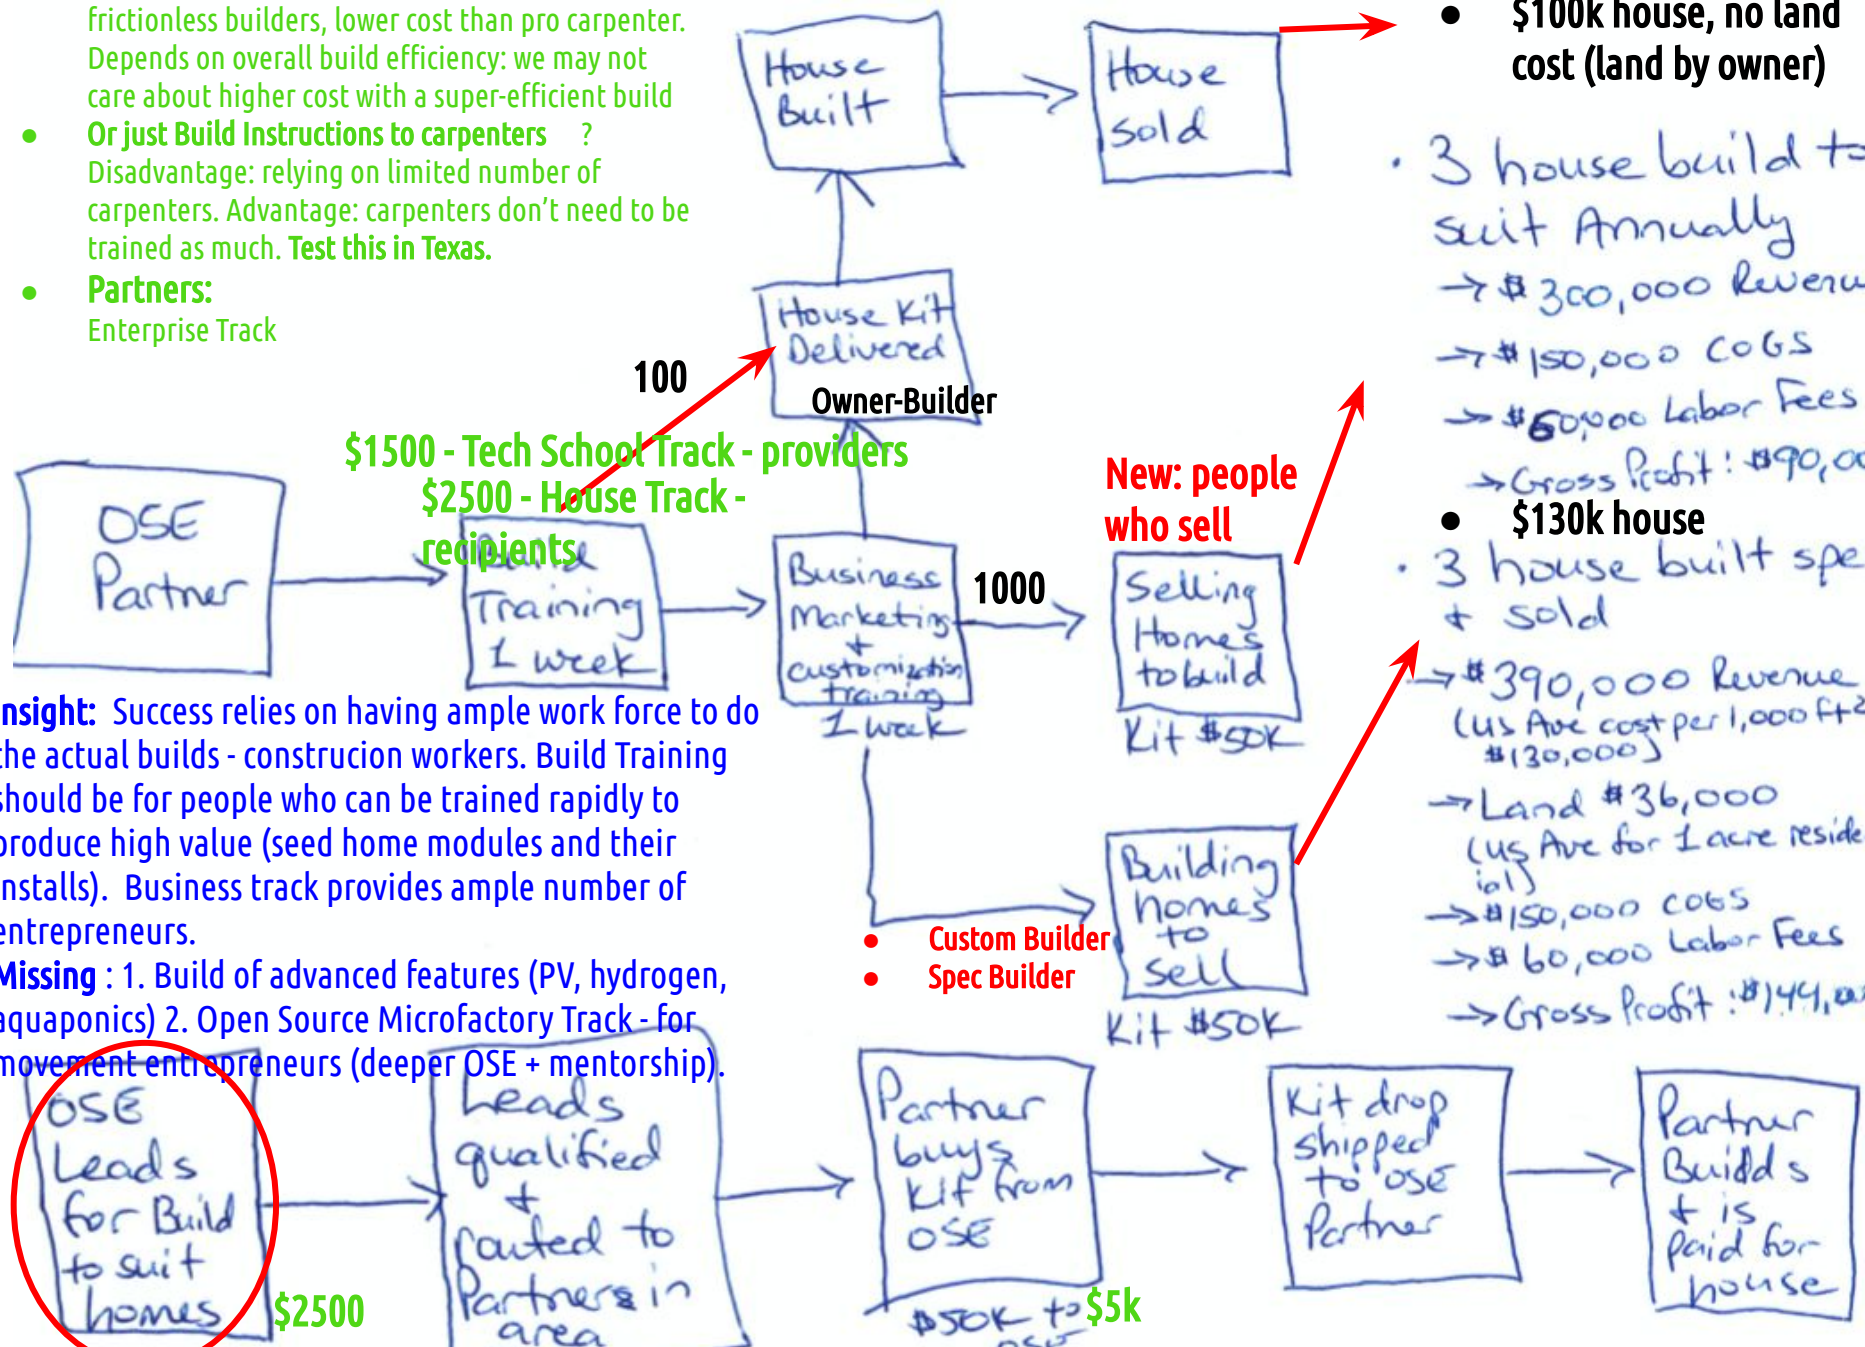 frictionless builders, lower cost than pro carpenter.
Depends on overall build efficiency: we may not
care about higher cost with a super-efficient build
● Or just Build Instructions to carpenters ?
Disadvantage: relying on limited number of
carpenters. Advantage: carpenters don't need to be
trained as much. Test this in Texas.
● Partners:
Enterprise Track
House
Built
House
sold
● $100k house, no land
cost (land by owner)
· 3 house build to
suit Annually
→ $300,000 Revenu
→ $150,000 COGS
→ $60,000 Labor Fees
→ Gross Profit: $90,00
House Kit
Delivered
Owner-Builder
100
$1500 - Tech School Track - providers
$2500 - House Track -
recipients
OSE
Partner
Build
Training
1 week
Business
Marketing
+
customization
training
1 week
1000
New: people
who sell
Selling
Homes
to build
Kit $50K
● $130k house
· 3 house built spe
+ sold
→ $390,000 Revenue
(US Ave cost per 1,000 ft2
$130,000)
→ Land $36,000
(US Ave for 1 acre reside
ial)
→ $150,000 COGS
→ $60,000 Labor Fees
→ Gross Profit: $144,000
Building
homes
to
sell
Kit $50K
● Custom Builder
● Spec Builder
nsight: Success relies on having ample work force to do
the actual builds - construcion workers. Build Training
should be for people who can be trained rapidly to
produce high value (seed home modules and their
installs). Business track provides ample number of
entrepreneurs.
Missing : 1. Build of advanced features (PV, hydrogen,
aquaponics) 2. Open Source Microfactory Track - for
movement entrepreneurs (deeper OSE + mentorship).
OSE
Leads
for Build
to suit
homes
$2500
Leads
qualified
+
routed to
Partners in
area
Partner
buys
Kit from
OSE
$50K to
$5k
OSE
Kit drop
shipped
to OSE
Partner
Partner
Builds
+ is
paid for
house